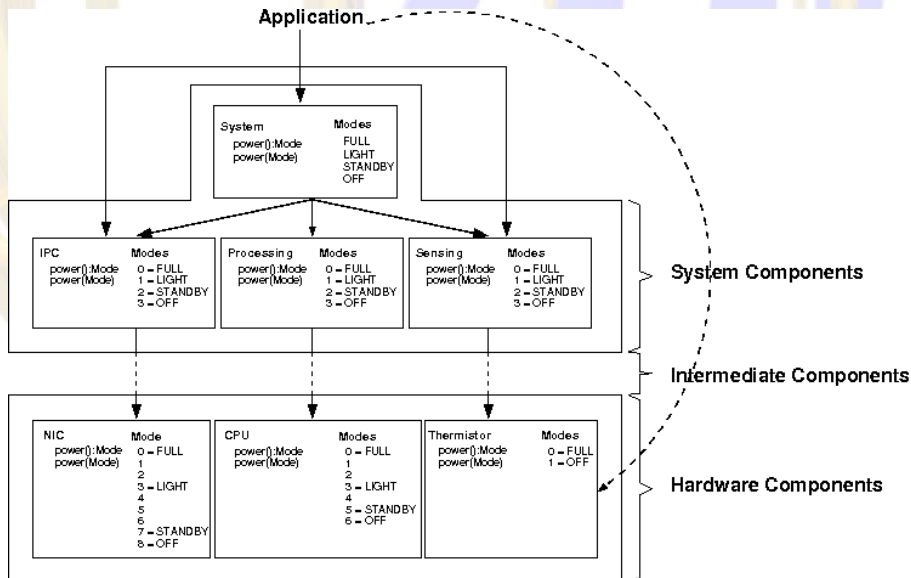 Application
System
Modes
power():Mode
power(Mode)
FULL
LIGHT
STANDBY
OFF
IPC
Modes
power():Mode
power(Mode)
0 – FULL
1 – LIGHT
2 – STANDBY
3 – OFF
Processing
Modes
power():Mode
power(Mode)
0 – FULL
1 – LIGHT
2 – STANDBY
3 – OFF
Sensing
Modes
power():Mode
power(Mode)
0 – FULL
1 – LIGHT
2 – STANDBY
3 – OFF
System Components
Intermediate Components
NIC
Mode
power():Mode
power(Mode)
0 – FULL
1
2
3 – LIGHT
4
5
6
7 – STANDBY
8 – OFF
CPU
Modes
power():Mode
power(Mode)
0 – FULL
1
2
3 – LIGHT
4
5 – STANDBY
6 – OFF
Thermistor
Modes
power():Mode
power(Mode)
0 – FULL
1 – OFF
Hardware Components